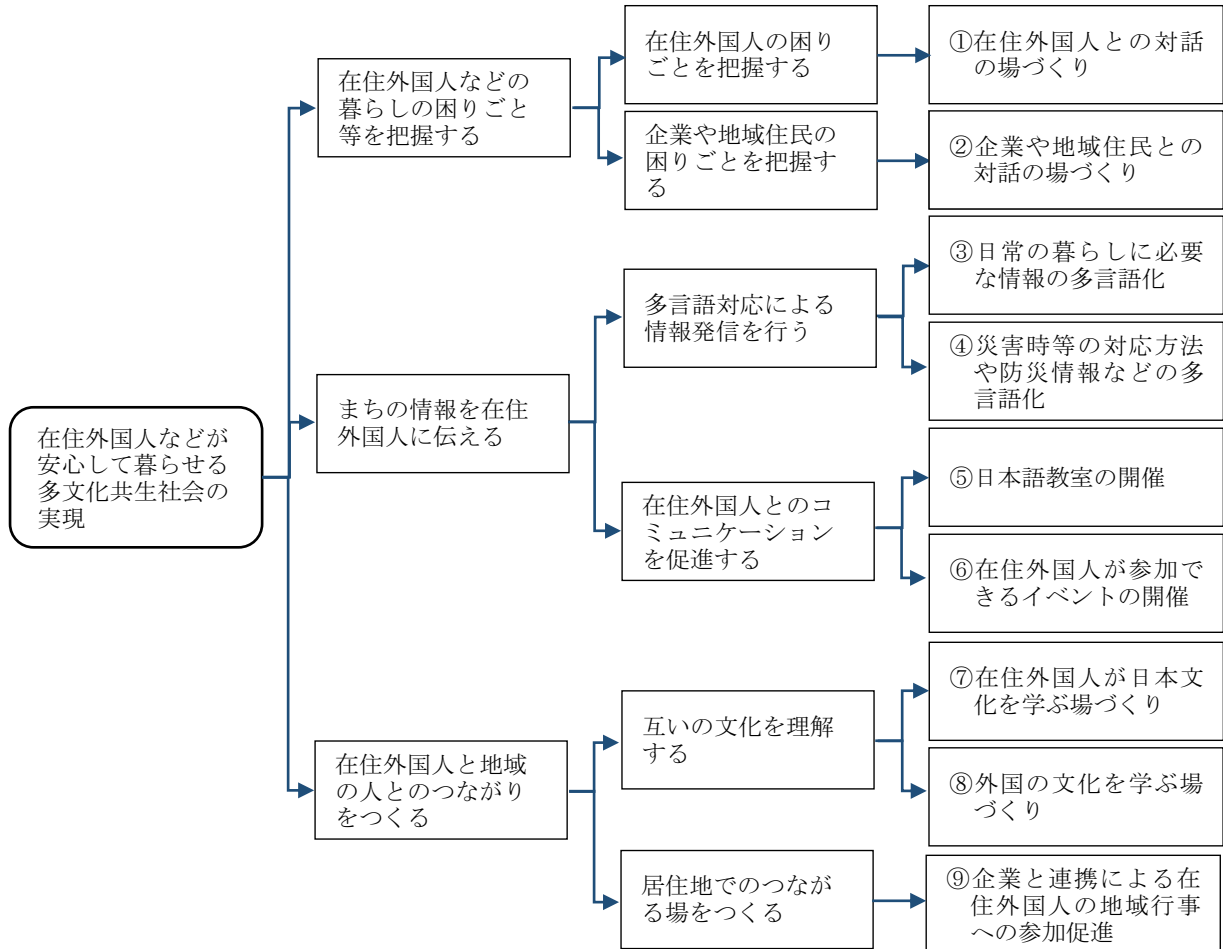 在住外国人などが
安心して暮らせる
多文化共生社会の
実現
在住外国人などの
暮らしの困りごと
等を把握する
在住外国人の困り
ごとを把握する
①在住外国人との対話
の場づくり
企業や地域住民の
困りごとを把握す
る
②企業や地域住民との
対話の場づくり
まちの情報を在住
外国人に伝える
多言語対応による
情報発信を行う
③日常の暮らしに必要
な情報の多言語化
④災害時等の対応方法
や防災情報などの多
言語化
在住外国人とのコ
ミュニケーション
を促進する
⑤日本語教室の開催
⑥在住外国人が参加で
きるイベントの開催
在住外国人と地域
の人とのつながり
をつくる
互いの文化を理解
する
⑦在住外国人が日本文
化を学ぶ場づくり
⑧外国の文化を学ぶ場
づくり
居住地でのつなが
る場をつくる
⑨企業と連携による在
住外国人の地域行事
への参加促進